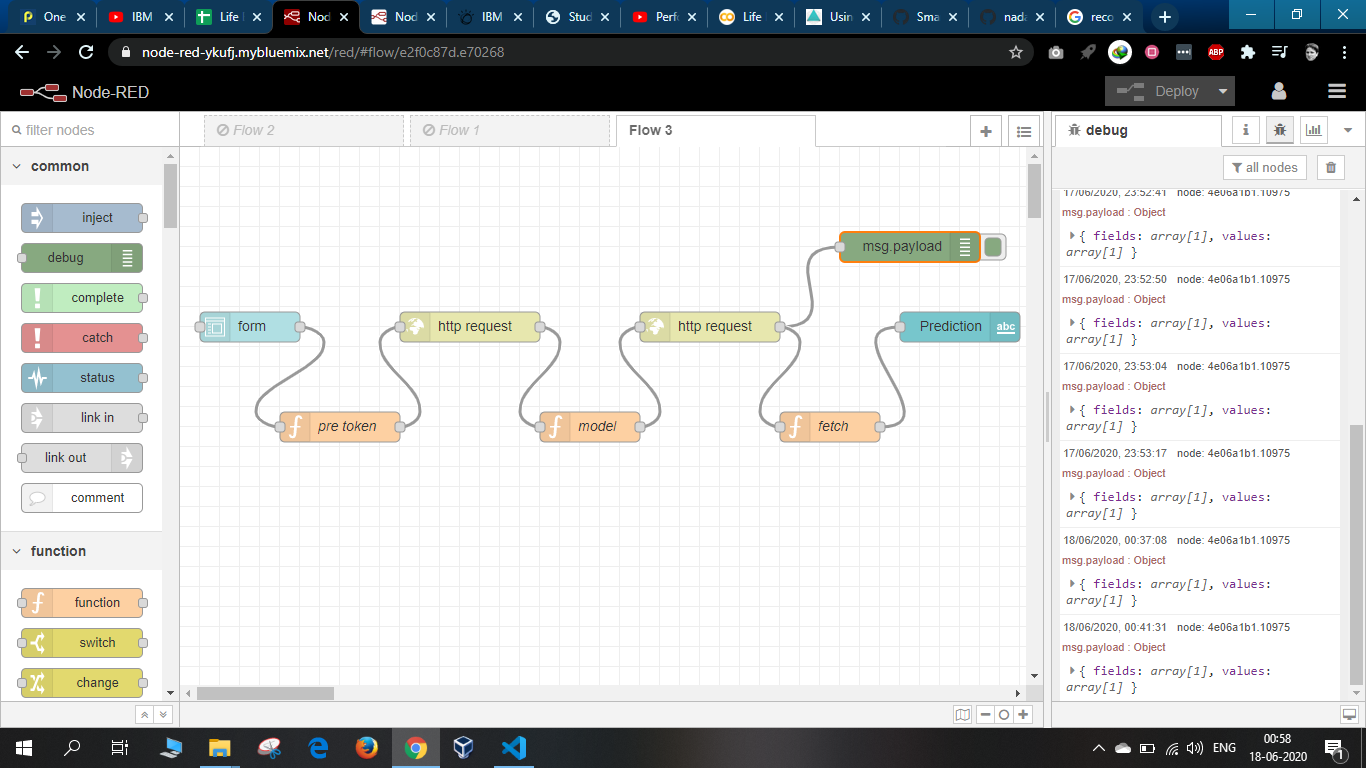 One
IBM
Life
Nod
Nod
IBM
Stud
Perfo
Life
Usin
Sma
nada
reco
node-red-ykufj.mybluemix.net/red/#flow/e2f0c87d.e70268
ABP
Node-RED
Deploy
filter nodes
Flow 2
Flow 1
Flow 3
debug
i
all nodes
common
inject
debug
complete
catch
status
link in
link out
comment
function
function
switch
change
msg.payload
form
http request
http request
Prediction
abc
pre token
model
fetch
17/06/2020, 23:52:41 node: 4e06a1b1.10975
msg.payload : Object
{ fields: array[1], values:
array[1] }
17/06/2020, 23:52:50 node: 4e06a1b1.10975
msg.payload : Object
{ fields: array[1], values:
array[1] }
17/06/2020, 23:53:04 node: 4e06a1b1.10975
msg.payload : Object
{ fields: array[1], values:
array[1] }
17/06/2020, 23:53:17 node: 4e06a1b1.10975
msg.payload : Object
{ fields: array[1], values:
array[1] }
18/06/2020, 00:37:08 node: 4e06a1b1.10975
msg.payload : Object
{ fields: array[1], values:
array[1] }
18/06/2020, 00:41:31 node: 4e06a1b1.10975
msg.payload : Object
{ fields: array[1], values:
array[1] }
ENG
00:58
18-06-2020
1